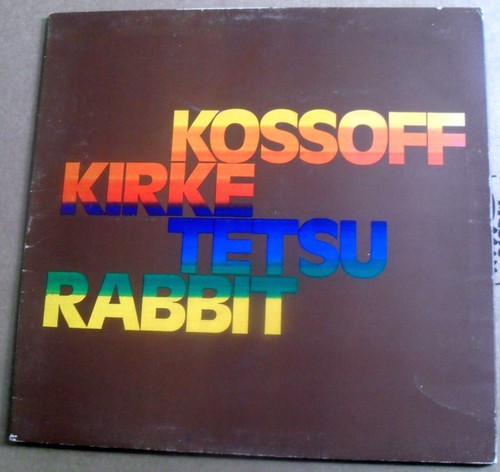 KOSSOFF
KIRKE
TETSU
RABBIT